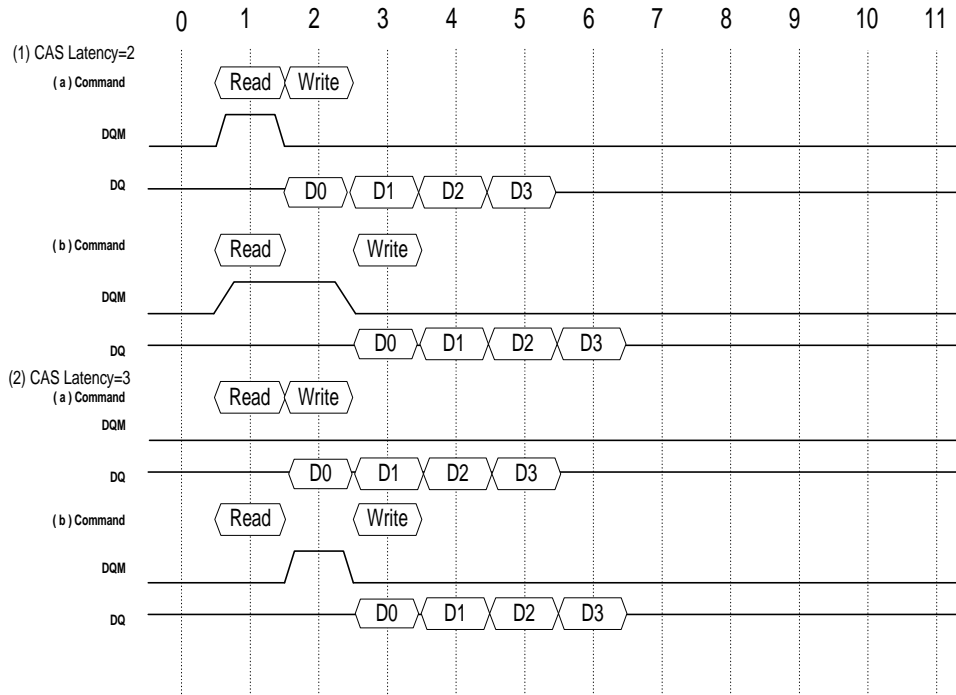 0 1 2 3 4 5 6 7 8 9 10 11
(1) CAS Latency=2
( a ) Command Read Write
DQM
DQ D0 D1 D2 D3
( b ) Command Read Write
DQM
DQ D0 D1 D2 D3
(2) CAS Latency=3
( a ) Command Read Write
DQM
DQ D0 D1 D2 D3
( b ) Command Read Write
DQM
DQ D0 D1 D2 D3